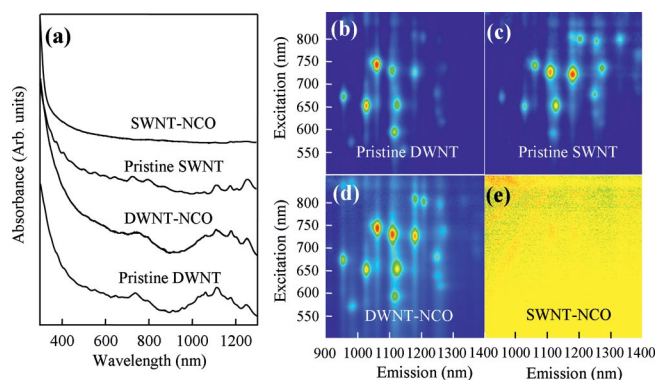 (a)
SWNT-NCO
Pristine SWNT
DWNT-NCO
Pristine DWNT
Absorbance (Arb. units)
400 600 800 1000 1200
Wavelength (nm)
(b)
Pristine DWNT
(c)
Pristine SWNT
Excitation (nm)
800
750
700
650
600
(d)
DWNT-NCO
(e)
SWNT-NCO
Excitation (nm)
800
750
700
650
600
550
900 1000 1100 1200 1300 1400
Emission (nm)
1000 1100 1200 1300 1400
Emission (nm)